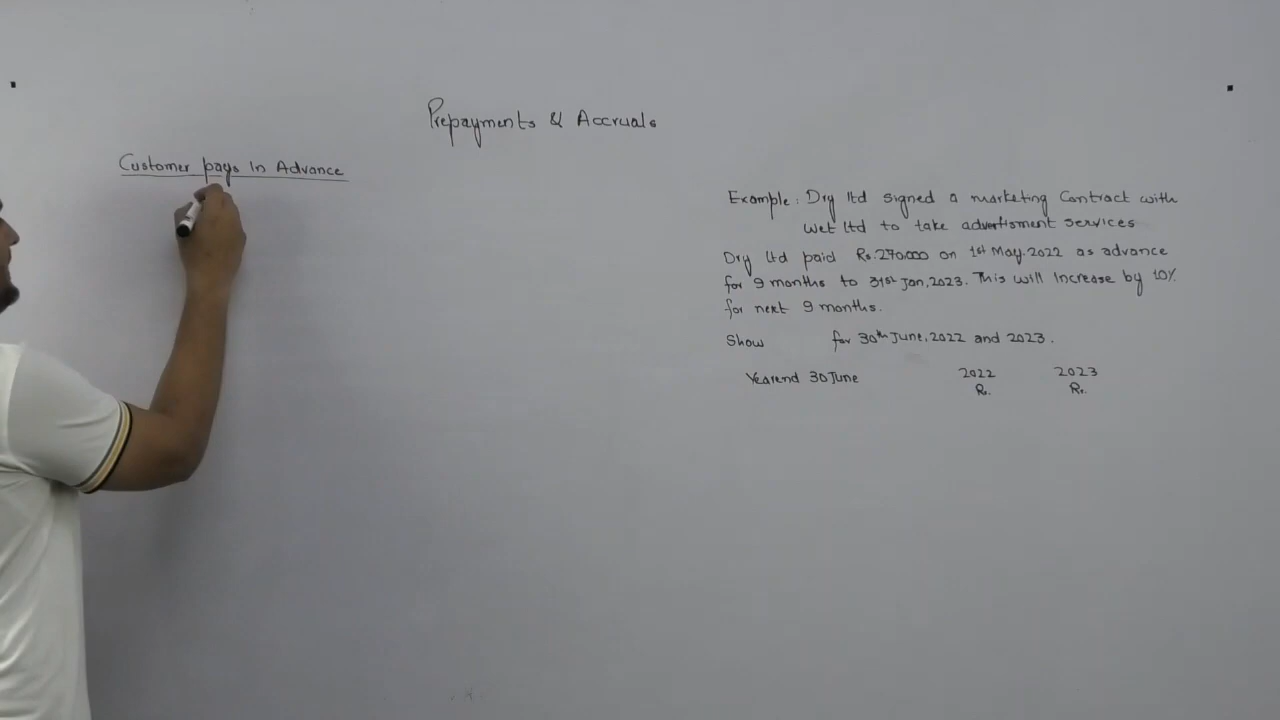 Prepayments & Accruals
Customer pays In Advance
Example: Dry ltd signed a marketing Contract with
Wet ltd to take advertisment services
Dry Ltd paid Rs.270,000 on 1st May.2022 as advance
for 9 months to 31st Jan,2023. This will Increase by 10%
for next 9 months.
Show for 30th June,2022 and 2023.
Yearend 30 June 2022 2023
Rs. Rs.